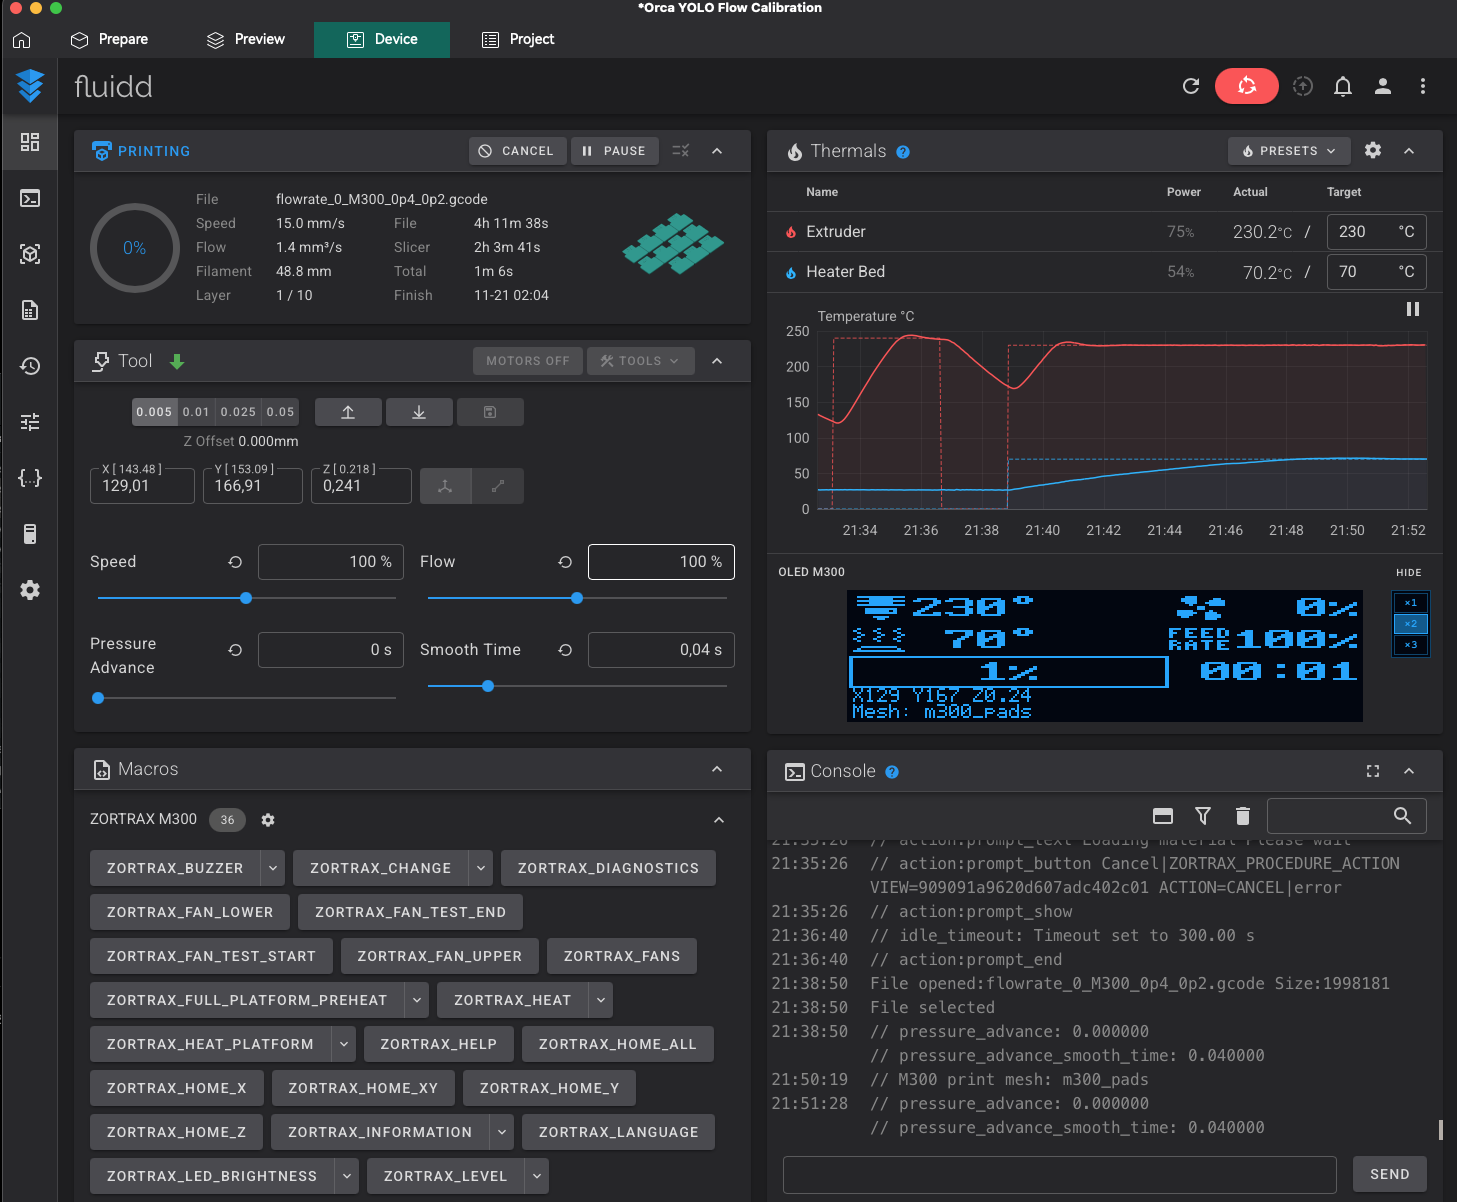 *Orca YOLO Flow Calibration
Prepare
Preview
Device
Project
fluidd
PRINTING
CANCEL
PAUSE
0%
File flowrate_0_M300_0p4_0p2.gcode
Speed 15.0 mm/s File 4h 11m 38s
Flow 1.4 mm³/s Slicer 2h 3m 41s
Filament 48.8 mm Total 1m 6s
Layer 1 / 10 Finish 11-21 02:04
Tool
MOTORS OFF
TOOLS
0.005 0.01 0.025 0.05
Z Offset 0.000mm
X [ 143.48 ] Y [ 153.09 ] Z [ 0.218 ]
129,01 166,91 0,241
Speed 100 % Flow 100 %
Pressure Advance 0 s Smooth Time 0,04 s
Macros
ZORTRAX M300 36
ZORTRAX_BUZZER ZORTRAX_CHANGE ZORTRAX_DIAGNOSTICS
ZORTRAX_FAN_LOWER ZORTRAX_FAN_TEST_END
ZORTRAX_FAN_TEST_START ZORTRAX_FAN_UPPER ZORTRAX_FANS
ZORTRAX_FULL_PLATFORM_PREHEAT ZORTRAX_HEAT
ZORTRAX_HEAT_PLATFORM ZORTRAX_HELP ZORTRAX_HOME_ALL
ZORTRAX_HOME_X ZORTRAX_HOME_XY ZORTRAX_HOME_Y
ZORTRAX_HOME_Z ZORTRAX_INFORMATION ZORTRAX_LANGUAGE
ZORTRAX_LED_BRIGHTNESS ZORTRAX_LEVEL
Thermals
PRESETS
Name Power Actual Target
Extruder 75% 230.2°C / 230 °C
Heater Bed 54% 70.2°C / 70 °C
Temperature °C
250
200
150
100
50
0
21:34 21:36 21:38 21:40 21:42 21:44 21:46 21:48 21:50 21:52
OLED M300 HIDE
230° 0%
70° FEED RATE 100%
1% 00:01
X129 Y167 Z0.24
Mesh: m300_pads
×1
×2
×3
Console
21:35:26 // action:prompt_text Loading material Please wait
21:35:26 // action:prompt_button Cancel|ZORTRAX_PROCEDURE_ACTION
VIEW=909091a9620d607adc402c01 ACTION=CANCEL|error
21:35:26 // action:prompt_show
21:36:40 // idle_timeout: Timeout set to 300.00 s
21:36:40 // action:prompt_end
21:38:50 File opened:flowrate_0_M300_0p4_0p2.gcode Size:1998181
21:38:50 File selected
21:38:50 // pressure_advance: 0.000000
// pressure_advance_smooth_time: 0.040000
21:50:19 // M300 print mesh: m300_pads
21:51:28 // pressure_advance: 0.000000
// pressure_advance_smooth_time: 0.040000
SEND